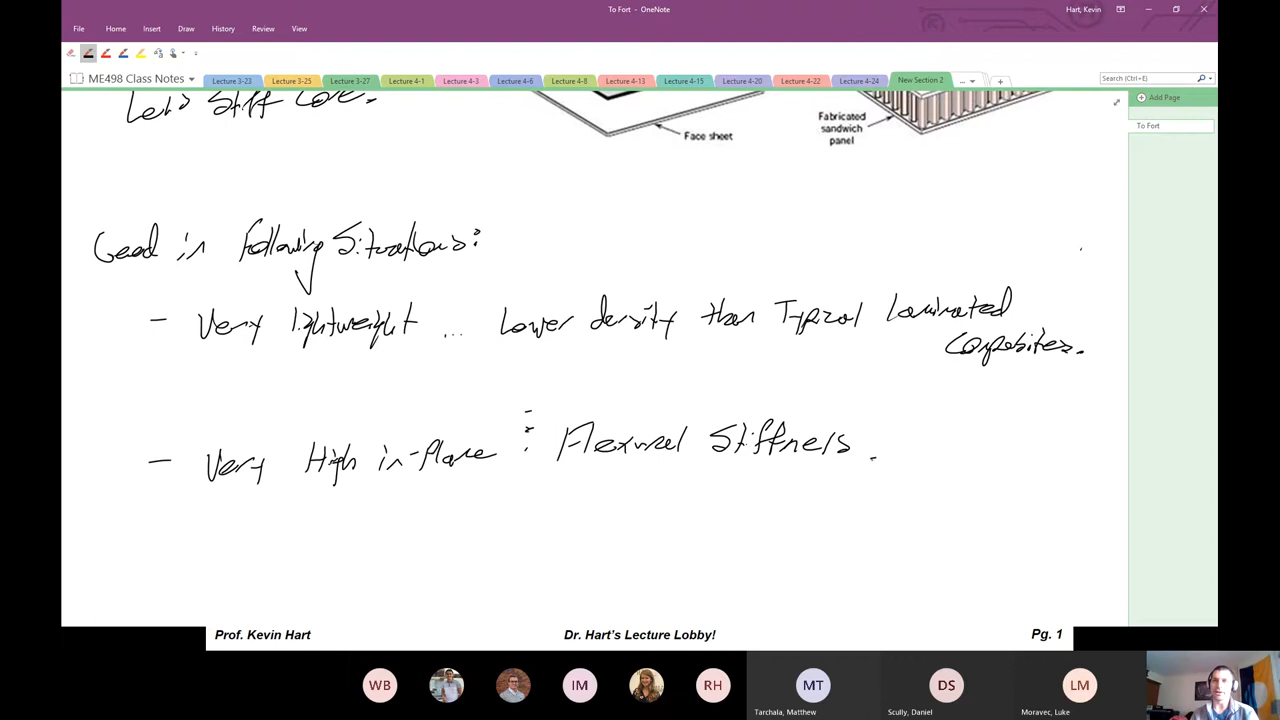 To Fort - OneNote
Hart, Kevin
File Home Insert Draw History Review View
ME498 Class Notes
Lecture 3-23 Lecture 3-25 Lecture 3-27 Lecture 4-1 Lecture 4-3 Lecture 4-6 Lecture 4-8 Lecture 4-13 Lecture 4-15 Lecture 4-20 Lecture 4-22 Lecture 4-24 New Section 2 ...
Search (Ctrl+E)
Add Page
To Fort
Less Stiff Core.
Face sheet
Fabricated
sandwich
panel
Good in Following Situations:
- Very lightweight ... Lower density than Typical Laminated
Composites.
- Very High in-Plane : Flexural Stiffness.
Prof. Kevin Hart Dr. Hart's Lecture Lobby! Pg. 1
WB IM RH MT DS LM
Tarchala, Matthew Scully, Daniel Moravec, Luke